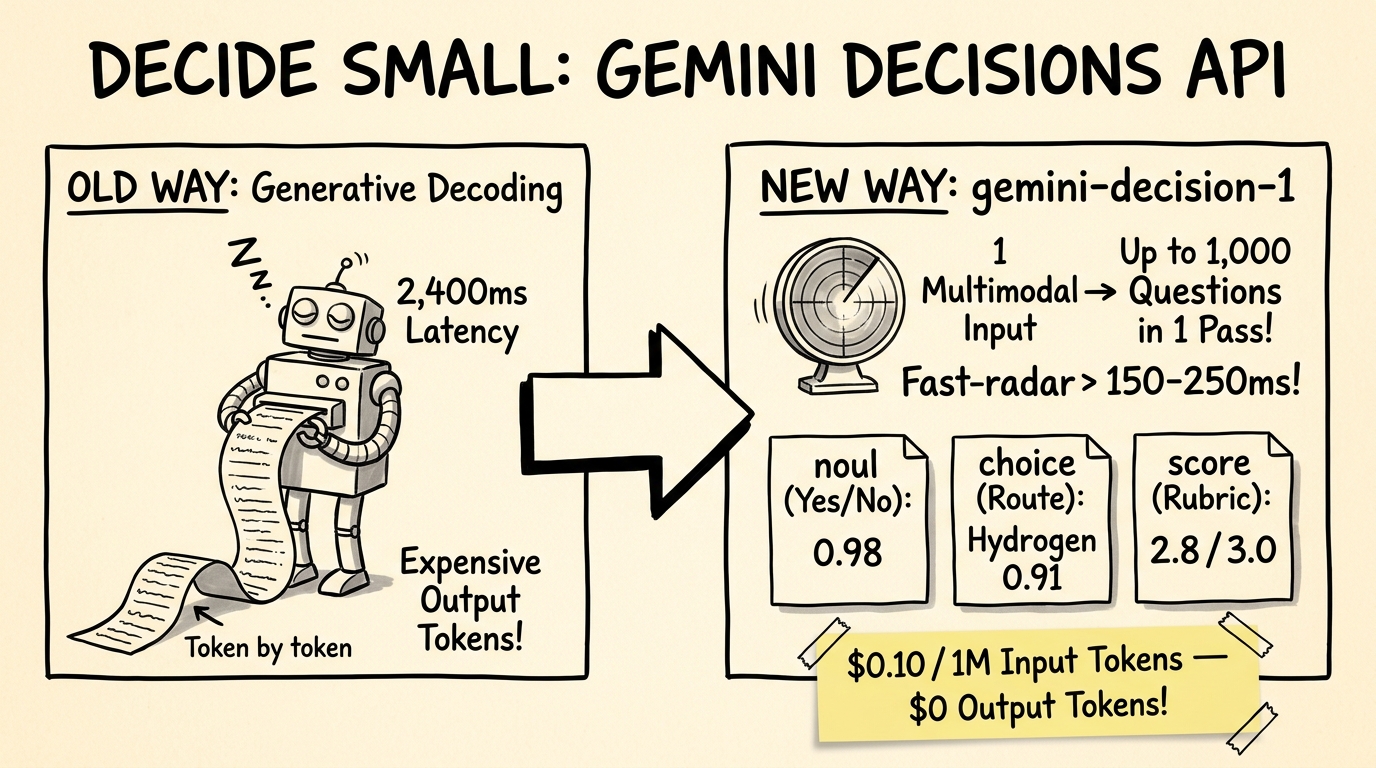 DECIDE SMALL: GEMINI DECISIONS API
OLD WAY: Generative Decoding
NN..
2,400ms
Latency
Expensive
Output
Tokens!
Token by token
NEW WAY: gemini-decision-1
1
Multimodal →
Input
Up to 1,000
Questions
in 1 Pass!
Fast-radar > 150-250ms!
noul
(Yes/No):
0.98
choice
(Route):
Hydrogen
0.91
score
(Rubric):
2.8 / 3.0
$0.10 / 1M Input Tokens —
$0 Output Tokens!